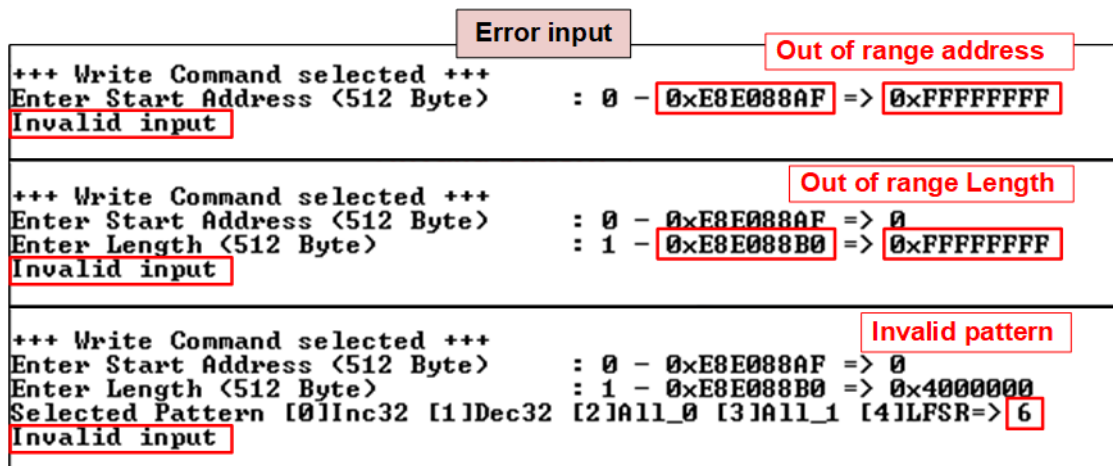 Error input
Out of range address
+++ Write Command selected +++
Enter Start Address (512 Byte) : 0 - 0xE8E088AF => 0xFFFFFFFF
Invalid input
Out of range Length
+++ Write Command selected +++
Enter Start Address (512 Byte) : 0 - 0xE8E088AF => 0
Enter Length (512 Byte) : 1 - 0xE8E088B0 => 0xFFFFFFFF
Invalid input
Invalid pattern
+++ Write Command selected +++
Enter Start Address (512 Byte) : 0 - 0xE8E088AF => 0
Enter Length (512 Byte) : 1 - 0xE8E088B0 => 0x4000000
Selected Pattern [0]Inc32 [1]Dec32 [2]All_0 [3]All_1 [4]LFSR=> 6
Invalid input